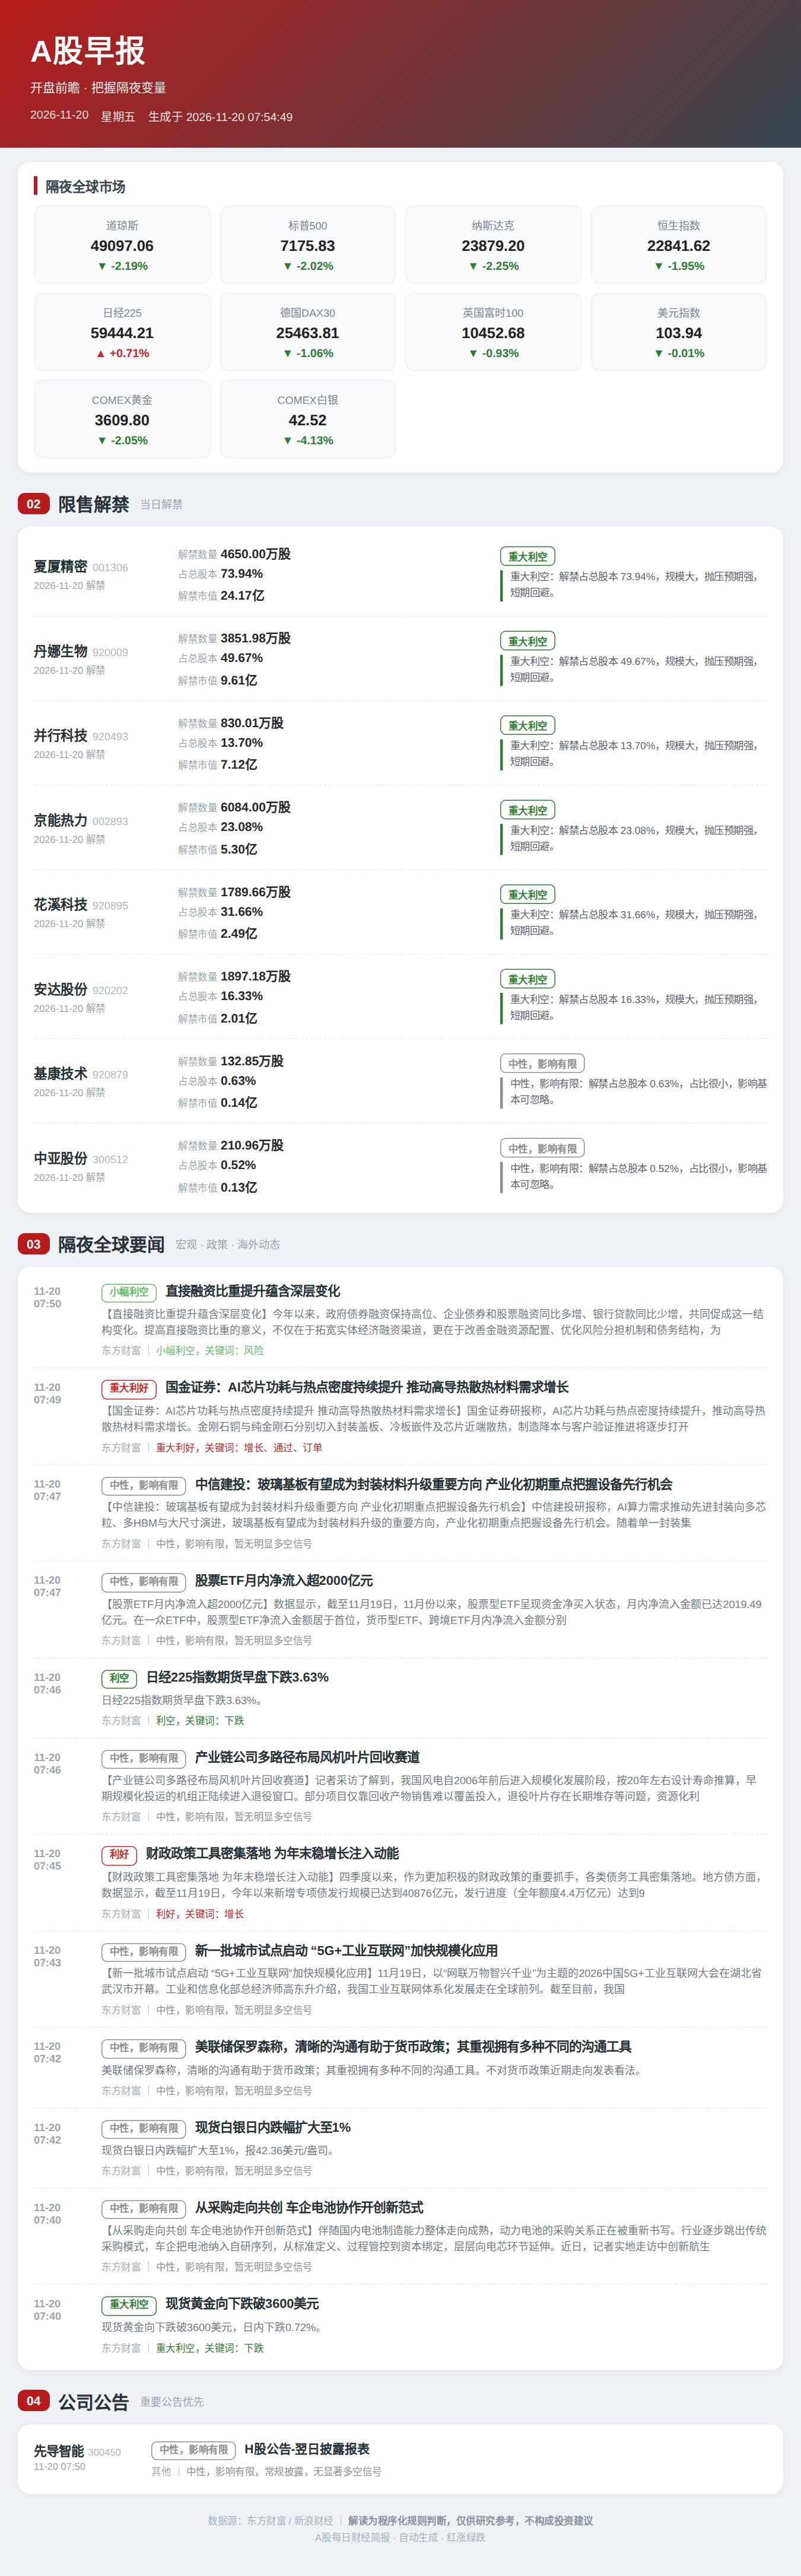 A股早报
开盘前瞻 · 把握隔夜变量
2026-11-20 星期五 生成于 2026-11-20 07:54:49
隔夜全球市场
道琼斯
49097.06
▼ -2.19%
标普500
7175.83
▼ -2.02%
纳斯达克
23879.20
▼ -2.25%
恒生指数
22841.62
▼ -1.95%
日经225
59444.21
▲ +0.71%
德国DAX30
25463.81
▼ -1.06%
英国富时100
10452.68
▼ -0.93%
美元指数
103.94
▼ -0.01%
COMEX黄金
3609.80
▼ -2.05%
COMEX白银
42.52
▼ -4.13%
02 限售解禁 当日解禁
夏厦精密 001306
2026-11-20 解禁
解禁数量 4650.00万股
占总股本 73.94%
解禁市值 24.17亿
重大利空
重大利空：解禁占总股本 73.94%，规模大，抛压预期强，
短期回避。
丹娜生物 920009
2026-11-20 解禁
解禁数量 3851.98万股
占总股本 49.67%
解禁市值 9.61亿
重大利空
重大利空：解禁占总股本 49.67%，规模大，抛压预期强，
短期回避。
并行科技 920493
2026-11-20 解禁
解禁数量 830.01万股
占总股本 13.70%
解禁市值 7.12亿
重大利空
重大利空：解禁占总股本 13.70%，规模大，抛压预期强，
短期回避。
京能热力 002893
2026-11-20 解禁
解禁数量 6084.00万股
占总股本 23.08%
解禁市值 5.30亿
重大利空
重大利空：解禁占总股本 23.08%，规模大，抛压预期强，
短期回避。
花溪科技 920895
2026-11-20 解禁
解禁数量 1789.66万股
占总股本 31.66%
解禁市值 2.49亿
重大利空
重大利空：解禁占总股本 31.66%，规模大，抛压预期强，
短期回避。
安达股份 920202
2026-11-20 解禁
解禁数量 1897.18万股
占总股本 16.33%
解禁市值 2.01亿
重大利空
重大利空：解禁占总股本 16.33%，规模大，抛压预期强，
短期回避。
基康技术 920879
2026-11-20 解禁
解禁数量 132.85万股
占总股本 0.63%
解禁市值 0.14亿
中性，影响有限
中性，影响有限：解禁占总股本 0.63%，占比很小，影响基
本可忽略。
中亚股份 300512
2026-11-20 解禁
解禁数量 210.96万股
占总股本 0.52%
解禁市值 0.13亿
中性，影响有限
中性，影响有限：解禁占总股本 0.52%，占比很小，影响基
本可忽略。
03 隔夜全球要闻 宏观 · 政策 · 海外动态
11-20
07:50
小幅利空 直接融资比重提升蕴含深层变化
【直接融资比重提升蕴含深层变化】今年以来，政府债券融资保持高位、企业债券和股票融资同比多增、银行贷款同比少增，共同促成这一结
构变化。提高直接融资比重的意义，不仅在于拓宽实体经济融资渠道，更在于改善金融资源配置、优化风险分担机制和债务结构，为
东方财富 | 小幅利空，关键词：风险
11-20
07:49
重大利好 国金证券：AI芯片功耗与热点密度持续提升 推动高导热散热材料需求增长
【国金证券：AI芯片功耗与热点密度持续提升 推动高导热散热材料需求增长】国金证券研报称，AI芯片功耗与热点密度持续提升，推动高导热
散热材料需求增长。金刚石铜与纯金刚石分别切入封装盖板、冷板嵌件及芯片近端散热，制造降本与客户验证推进将逐步打开
东方财富 | 重大利好，关键词：增长、通过、订单
11-20
07:47
中性，影响有限 中信建投：玻璃基板有望成为封装材料升级重要方向 产业化初期重点把握设备先行机会
【中信建投：玻璃基板有望成为封装材料升级重要方向 产业化初期重点把握设备先行机会】中信建投研报称，AI算力需求推动先进封装向多芯
粒、多HBM与大尺寸演进，玻璃基板有望成为封装材料升级的重要方向，产业化初期重点把握设备先行机会。随着单一封装集
东方财富 | 中性，影响有限，暂无明显多空信号
11-20
07:47
中性，影响有限 股票ETF月内净流入超2000亿元
【股票ETF月内净流入超2000亿元】数据显示，截至11月19日，11月份以来，股票型ETF呈现资金净买入状态，月内净流入金额已达2019.49
亿元。在一众ETF中，股票型ETF净流入金额居于首位，货币型ETF、跨境ETF月内净流入金额分别
东方财富 | 中性，影响有限，暂无明显多空信号
11-20
07:46
利空 日经225指数期货早盘下跌3.63%
日经225指数期货早盘下跌3.63%。
东方财富 | 利空，关键词：下跌
11-20
07:46
中性，影响有限 产业链公司多路径布局风机叶片回收赛道
【产业链公司多路径布局风机叶片回收赛道】记者采访了解到，我国风电自2006年前后进入规模化发展阶段，按20年左右设计寿命推算，早
期规模化投运的机组正陆续进入退役窗口。部分项目仅靠回收产物销售难以覆盖投入，退役叶片存在长期堆存等问题，资源化利
东方财富 | 中性，影响有限，暂无明显多空信号
11-20
07:45
利好 财政政策工具密集落地 为年末稳增长注入动能
【财政政策工具密集落地 为年末稳增长注入动能】四季度以来，作为更加积极的财政政策的重要抓手，各类债务工具密集落地。地方债方面，
数据显示，截至11月19日，今年以来新增专项债发行规模已达到40876亿元，发行进度（全年额度4.4万亿元）达到9
东方财富 | 利好，关键词：增长
11-20
07:43
中性，影响有限 新一批城市试点启动 “5G+工业互联网”加快规模化应用
【新一批城市试点启动 “5G+工业互联网”加快规模化应用】11月19日，以“网联万物智兴千业”为主题的2026中国5G+工业互联网大会在湖北省
武汉市开幕。工业和信息化部总经济师高东升介绍，我国工业互联网体系化发展走在全球前列。截至目前，我国
东方财富 | 中性，影响有限，暂无明显多空信号
11-20
07:42
中性，影响有限 美联储保罗森称，清晰的沟通有助于货币政策；其重视拥有多种不同的沟通工具
美联储保罗森称，清晰的沟通有助于货币政策；其重视拥有多种不同的沟通工具。不对货币政策近期走向发表看法。
东方财富 | 中性，影响有限，暂无明显多空信号
11-20
07:42
中性，影响有限 现货白银日内跌幅扩大至1%
现货白银日内跌幅扩大至1%，报42.36美元/盎司。
东方财富 | 中性，影响有限，暂无明显多空信号
11-20
07:40
中性，影响有限 从采购走向共创 车企电池协作开创新范式
【从采购走向共创 车企电池协作开创新范式】伴随国内电池制造能力整体走向成熟，动力电池的采购关系正在被重新书写。行业逐步跳出传统
采购模式，车企把电池纳入自研序列，从标准定义、过程管控到资本绑定，层层向电芯环节延伸。近日，记者实地走访中创新航生
东方财富 | 中性，影响有限，暂无明显多空信号
11-20
07:40
重大利空 现货黄金向下跌破3600美元
现货黄金向下跌破3600美元，日内下跌0.72%。
东方财富 | 重大利空，关键词：下跌
04 公司公告 重要公告优先
先导智能 300450
11-20 07:50
中性，影响有限 H股公告-翌日披露报表
其他 | 中性，影响有限，常规披露，无显著多空信号
数据源：东方财富 / 新浪财经 | 解读为程序化规则判断，仅供研究参考，不构成投资建议
A股每日财经简报 · 自动生成 · 红涨绿跌